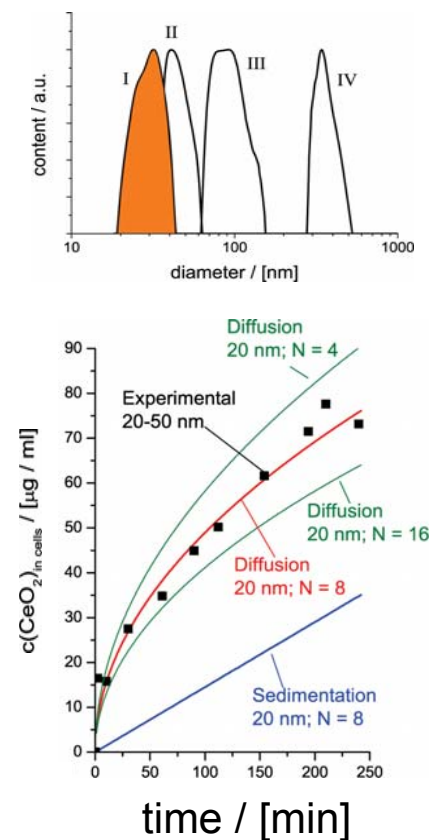 II
I
III
IV
content / a.u.
10
100
1000
diameter / [nm]
Diffusion
20 nm; N = 4
90
80
70
60
50
40
30
20
10
0
Experimental
20-50 nm
Diffusion
20 nm; N = 16
Diffusion
20 nm; N = 8
Sedimentation
20 nm; N = 8
c(CeO₂)in cells / [µg / ml]
0
50
100
150
200
250
time / [min]